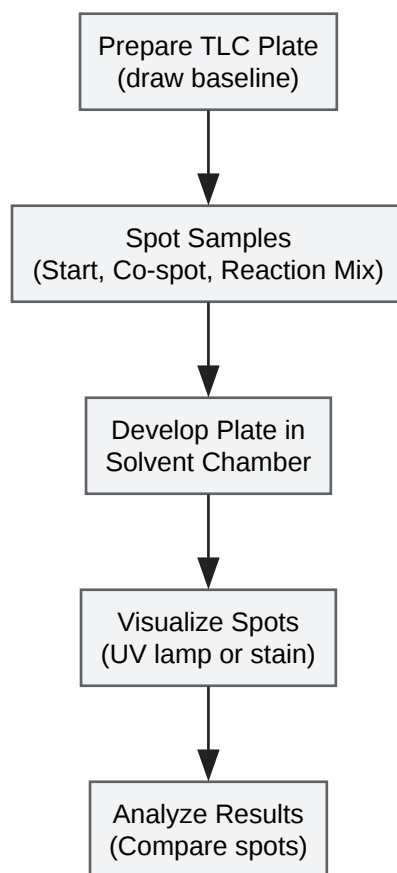 Prepare TLC Plate
(draw baseline)
Spot Samples
(Start, Co-spot, Reaction Mix)
Develop Plate in
Solvent Chamber
Visualize Spots
(UV lamp or stain)
Analyze Results
(Compare spots)